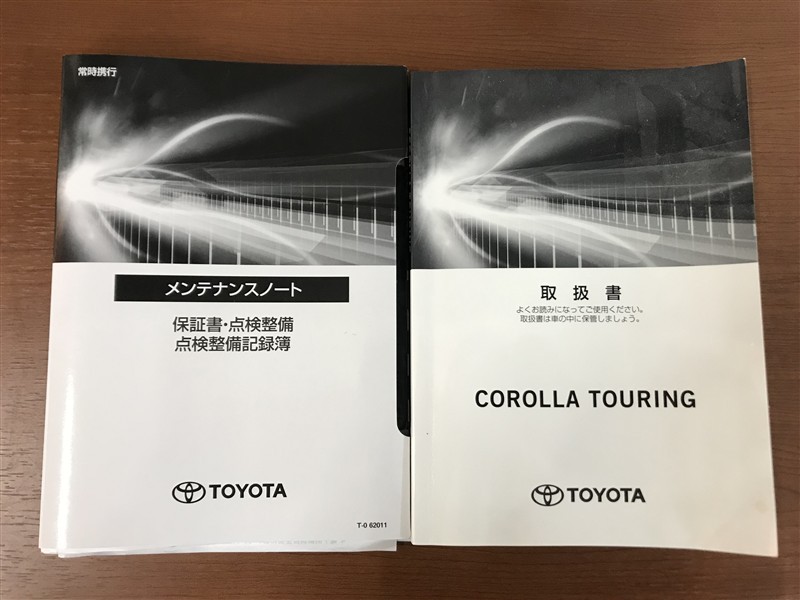 常時携行
メンテナンスノート
保証書・点検整備
点検整備記録簿
TOYOTA
T-0 62011
取扱書
よくお読みになってご使用ください。
取扱書は車の中に保管しましょう。
COROLLA TOURING
TOYOTA